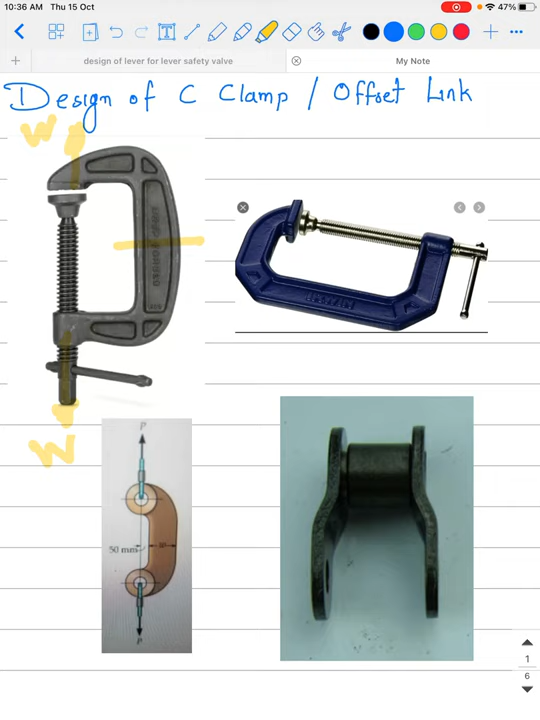 10:36 AM Thu 15 Oct
47%
design of lever for lever safety valve
My Note
Design of C Clamp / Offset Link
W
W
P
50 mm
P
1
6